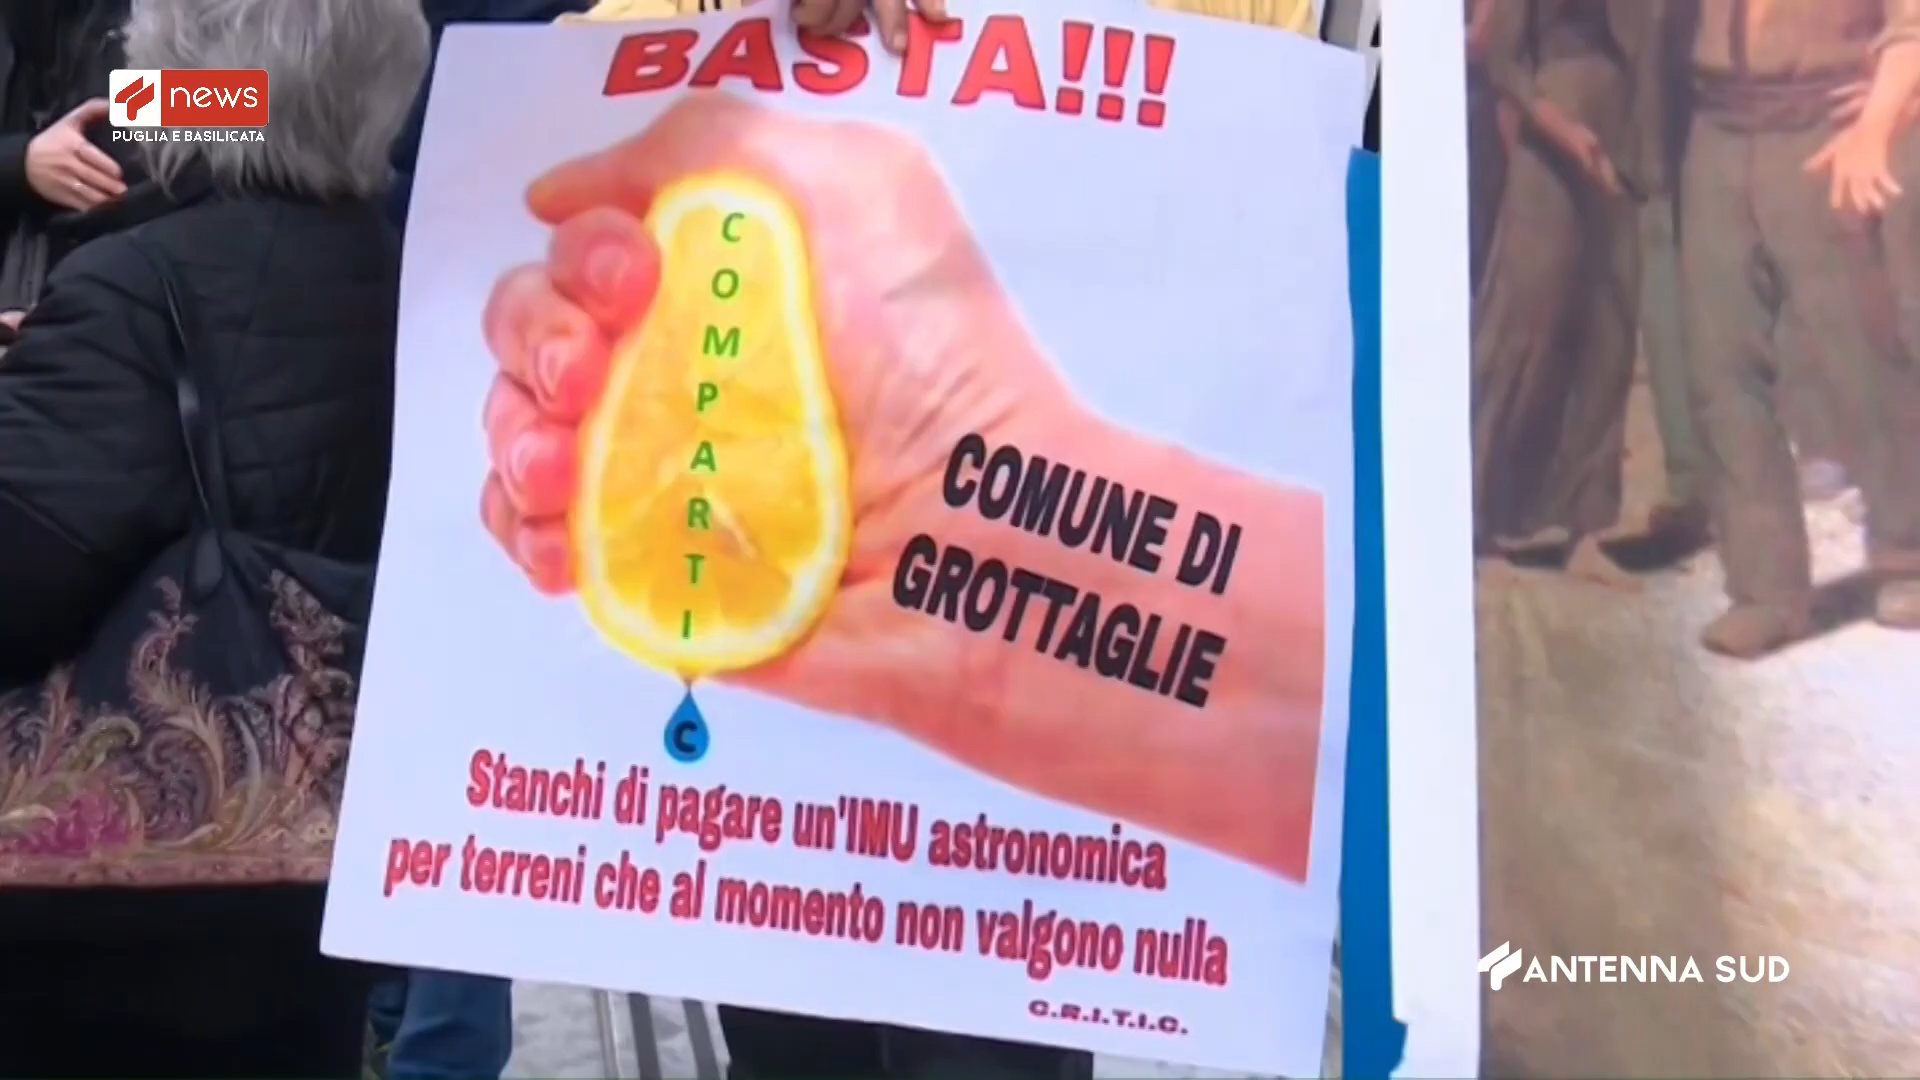 news
PUGLIA E BASILICATA
BASTA!!!
C
O
M
P
A
R
T
I
C
COMUNE DI
GROTTAGLIE
Stanchi di pagare un'IMU astronomica
per terreni che al momento non valgono nulla
C.R.I.T.I.C.
ANTENNA SUD